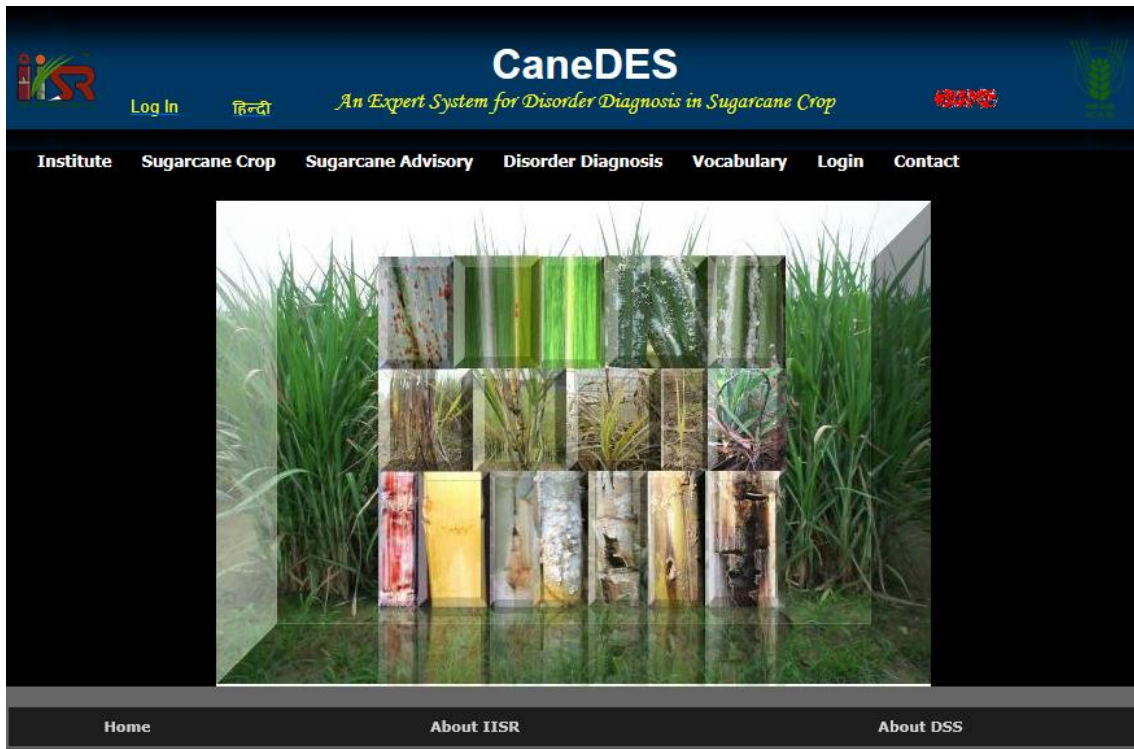 CaneDES
iisr
Log In हिन्दी An Expert System for Disorder Diagnosis in Sugarcane Crop
Institute Sugarcane Crop Sugarcane Advisory Disorder Diagnosis Vocabulary Login Contact
Home About IISR About DSS